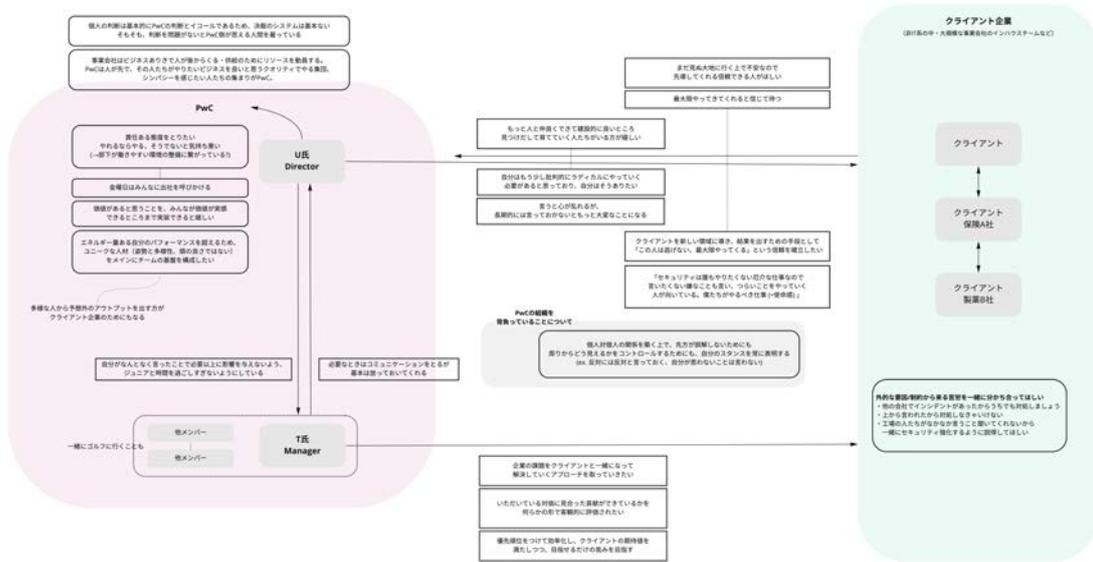 個人の判断は基本的にPwCの判断とイコールであるため、決裁のシステムは基本ない
そもそも、判断を問題がないとPwC側が思える人間を雇っている
事業会社はビジネスありきで人が後からくる・供給のためにリソースを動員する。
PwCは人が先で、その人たちがやりたいビジネスを良いと思うクオリティでやる集団。
シンパシーを感じたい人たちの集まりがPwC。
PwC
責任ある態度をとりたい
やれるならやる、そうでないと気持ち悪い
(→部下が働きやすい環境の整備に繋がっている?)
金曜日はみんなに出社を呼びかける
価値があると思うことを、みんなが価値が実感
できるところまで実装できると嬉しい
エネルギー量ある自分のパフォーマンスを超えるため、
ユニークな人材（姿勢と多様性、頭の良さではない）
をメインにチームの基盤を構成したい
多様な人から予想外のアウトプットを出す方が
クライアント企業のためにもなる
U氏
Director
自分がなんとなく言ったことで必要以上に影響を与えないよう、
ジュニアと時間を過ごしすぎないようにしている
必要なときはコミュニケーションをとるが
基本は放っておいてくれる
一緒にゴルフに行くことも
他メンバー
他メンバー
T氏
Manager
まだ見ぬ大地に行く上で不安なので
先導してくれる信頼できる人がほしい
最大限やってきてくれると信じて待つ
もっと人と仲良くできて建設的に良いところ
見つけだして育てていく人たちがいる方が嬉しい
自分はもう少し批判的にラディカルにやっていく
必要があると思っており、自分はそうありたい
言うと心が乱れるが、
長期的には言っておかないともっと大変なことになる
クライアントを新しい領域に導き、結果を出すための手段として
「この人は逃げない、最大限やってくる」という信頼を確立したい
「セキュリティは誰もやりたくない厄介な仕事なので
言いたくない嫌なことも言い、つらいことをやっていく
人が向いている。僕たちがやるべき仕事 (=使命感) 」
PwCの組織を
背負っていることについて
個人対個人の関係を築く上で、先方が誤解しないためにも
周りからどう見えるかをコントロールするためにも、自分のスタンスを常に表明する
(ex. 反対には反対と言っておく、自分が思わないことは言わない)
企業の課題をクライアントと一緒になって
解決していくアプローチを取っていきたい
いただいている対価に見合った貢献ができているかを
何らかの形で客観的に評価されたい
優先順位をつけて効率化し、クライアントの期待値を
満たしつつ、目指せるだけの高みを目指す
クライアント企業
クライアント
クライアント
保険A社
クライアント
製薬B社
外的な要因/制約から来る苦労を一緒に分かち合ってほしい
・他の会社でインシデントがあったからうちでも対処しましょう
・上から言われたから対処しなきゃいけない
・工場の人たちがなかなか言うこと聞いてくれないから
一緒にセキュリティ強化するように説得してほしい